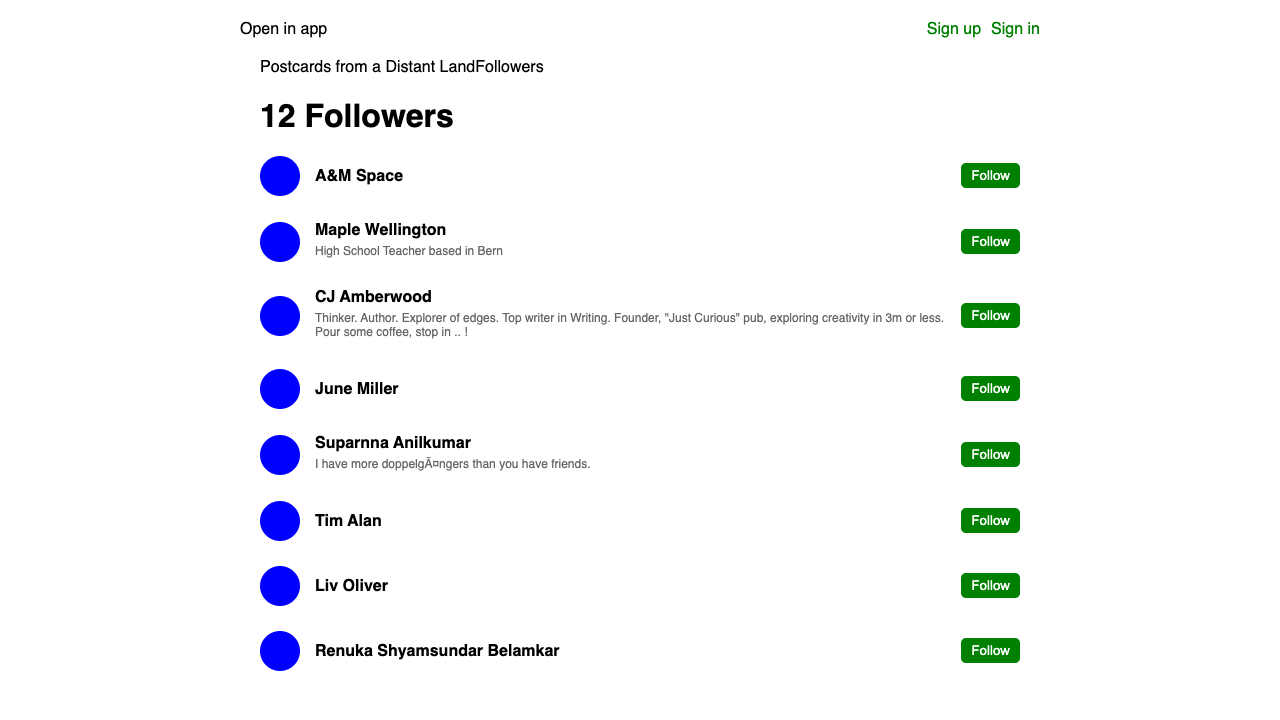 Open in app
Sign up Sign in
Postcards from a Distant LandFollowers
12 Followers
A&M Space
Follow
Maple Wellington
High School Teacher based in Bern
Follow
CJ Amberwood
Thinker. Author. Explorer of edges. Top writer in Writing. Founder, "Just Curious" pub, exploring creativity in 3m or less.
Pour some coffee, stop in .. !
Follow
June Miller
Follow
Suparnna Anilkumar
I have more doppelgÃ¤ngers than you have friends.
Follow
Tim Alan
Follow
Liv Oliver
Follow
Renuka Shyamsundar Belamkar
Follow